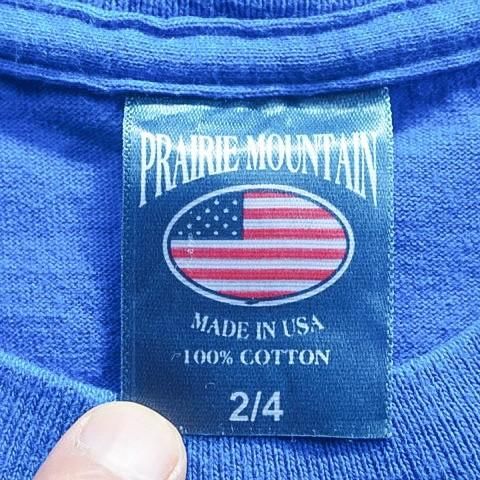 PRAIRIE MOUNTAIN
MADE IN USA
100% COTTON
2/4